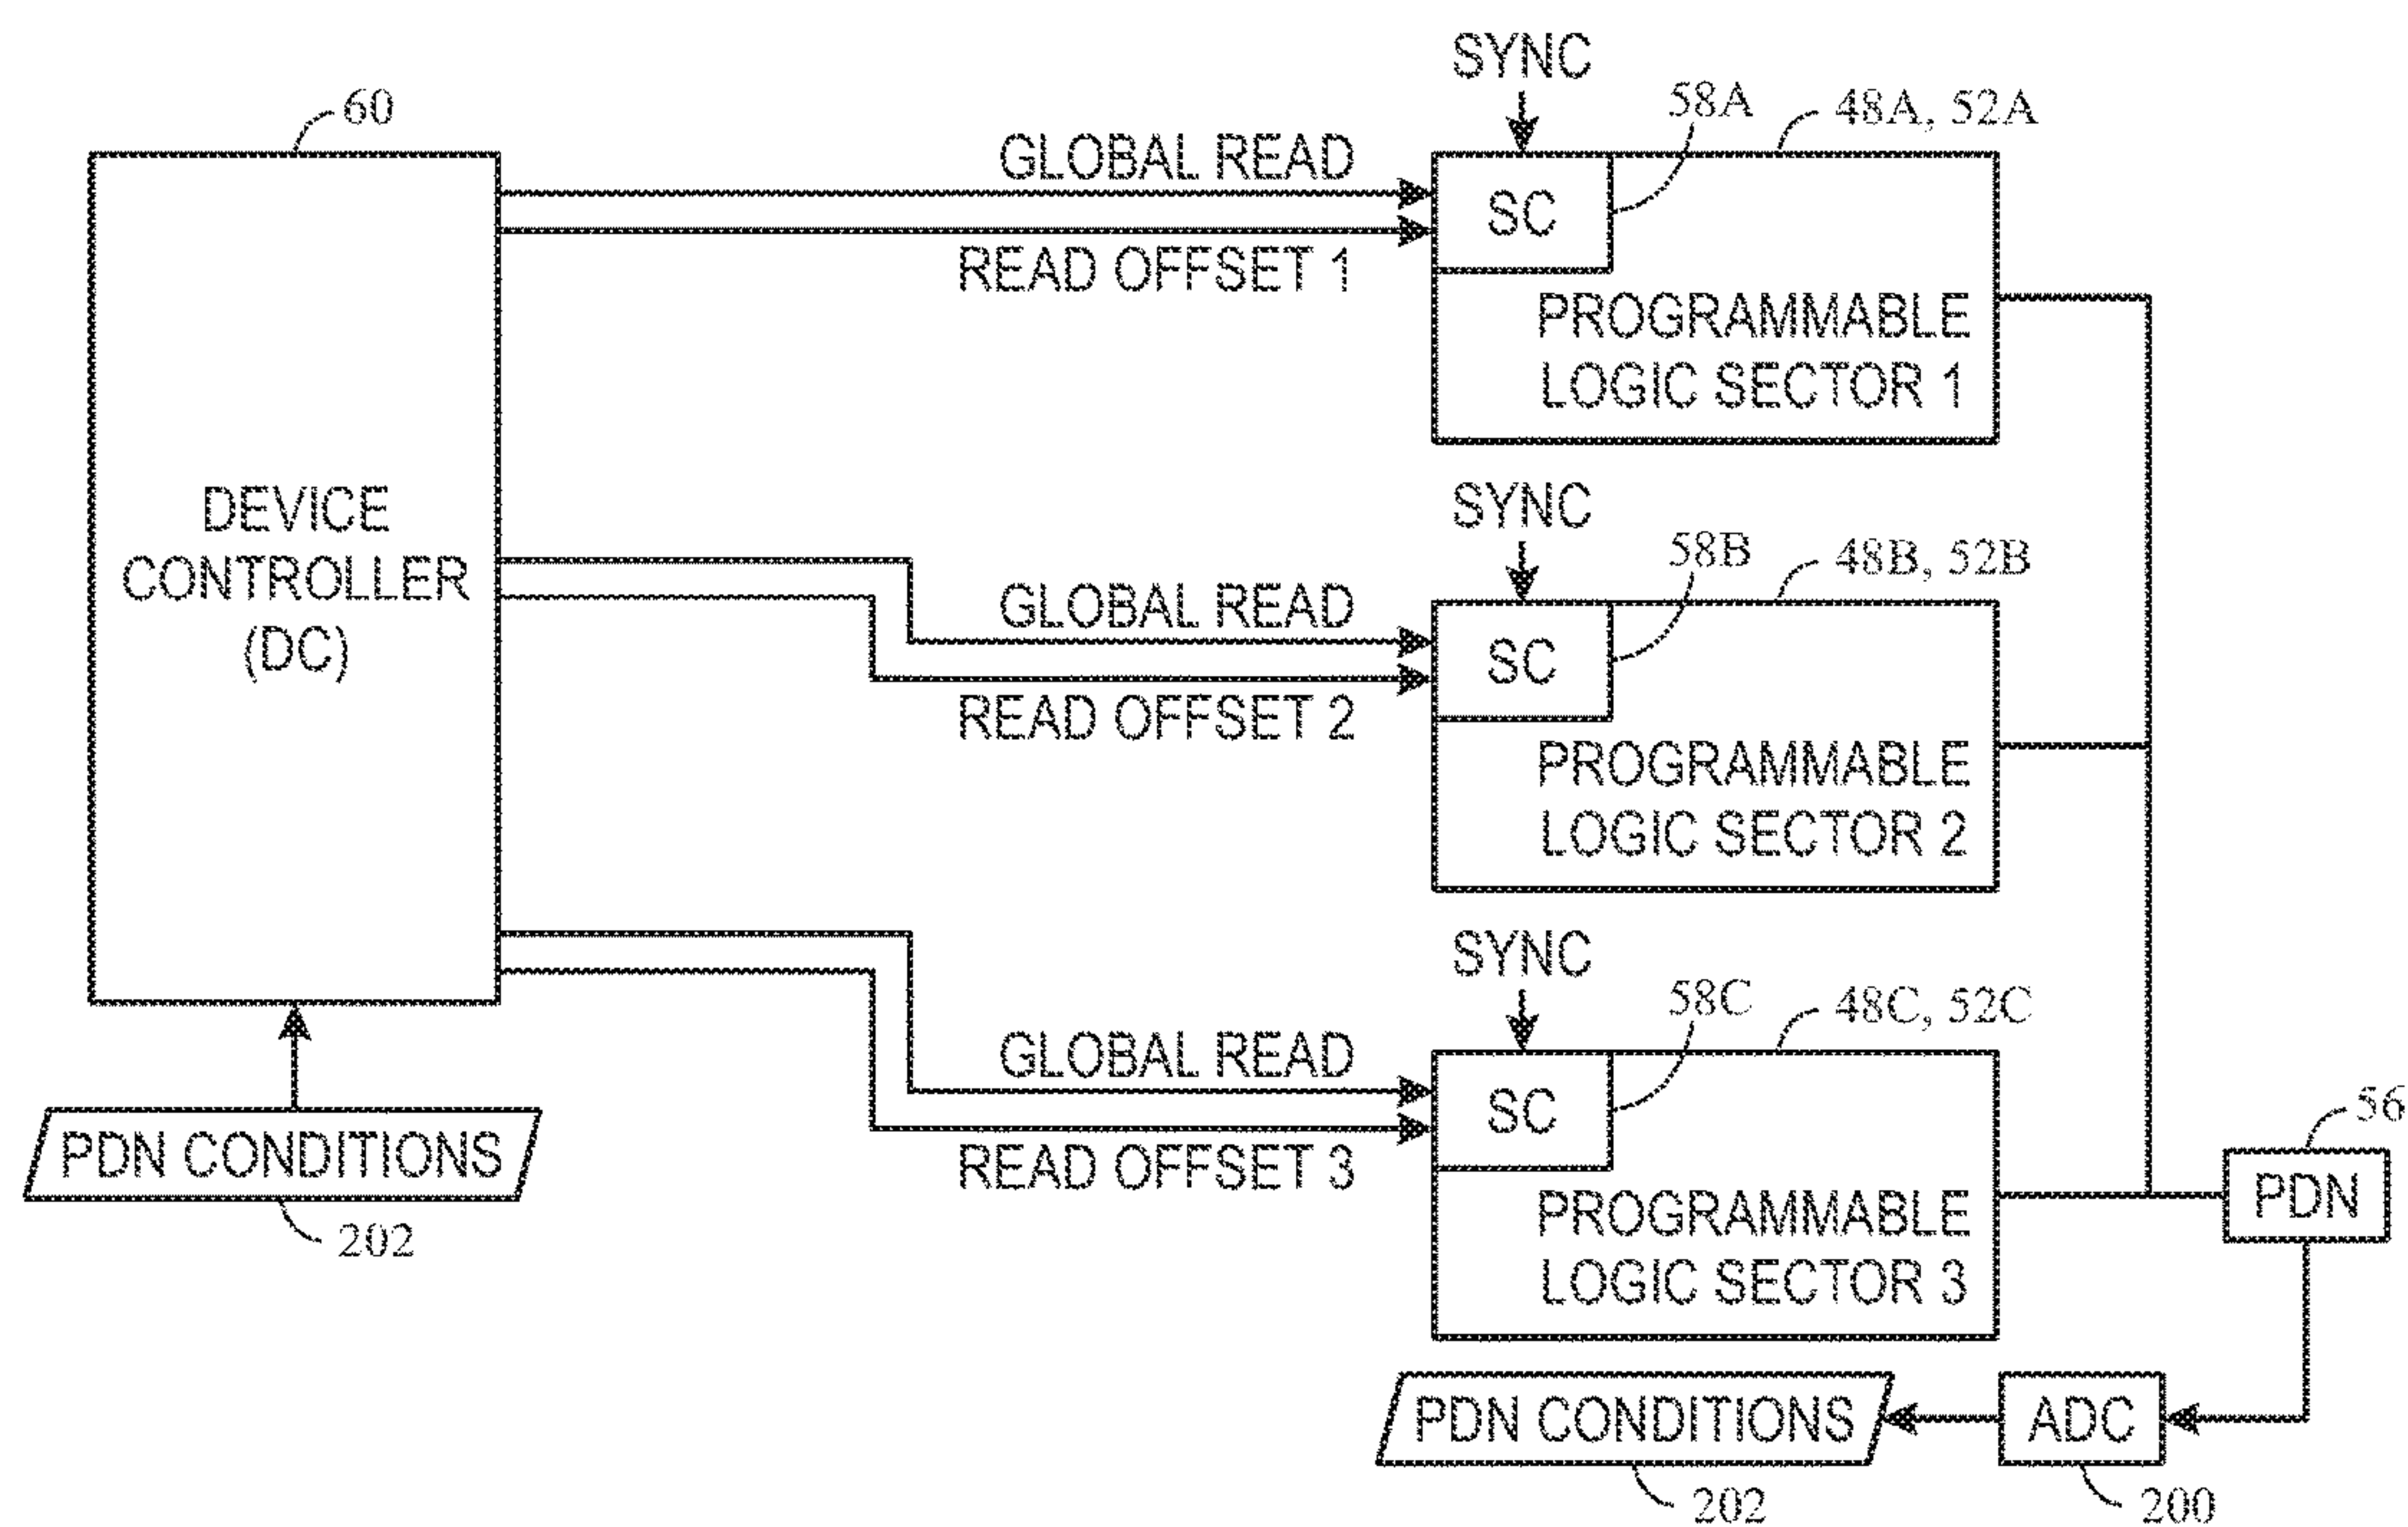 SYNC
60
58A
48A, 52A
GLOBAL READ
SC
READ OFFSET 1
PROGRAMMABLE
LOGIC SECTOR 1
DEVICE
CONTROLLER
(DC)
SYNC
58B
48B, 52B
GLOBAL READ
SC
READ OFFSET 2
PROGRAMMABLE
LOGIC SECTOR 2
SYNC
58C
48C, 52C
GLOBAL READ
SC
READ OFFSET 3
PROGRAMMABLE
LOGIC SECTOR 3
PDN CONDITIONS
202
56
PDN
PDN CONDITIONS
ADC
202
200